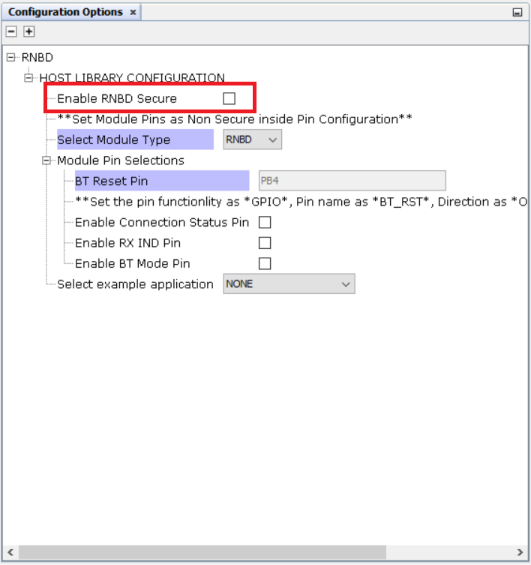 Configuration Options ×
RNBD
HOST LIBRARY CONFIGURATION
Enable RNBD Secure
**Set Module Pins as Non Secure inside Pin Configuration**
Select Module Type RNBD
Module Pin Selections
BT Reset Pin PB4
**Set the pin functionlity as *GPIO*, Pin name as *BT_RST*, Direction as *O
Enable Connection Status Pin
Enable RX IND Pin
Enable BT Mode Pin
Select example application NONE